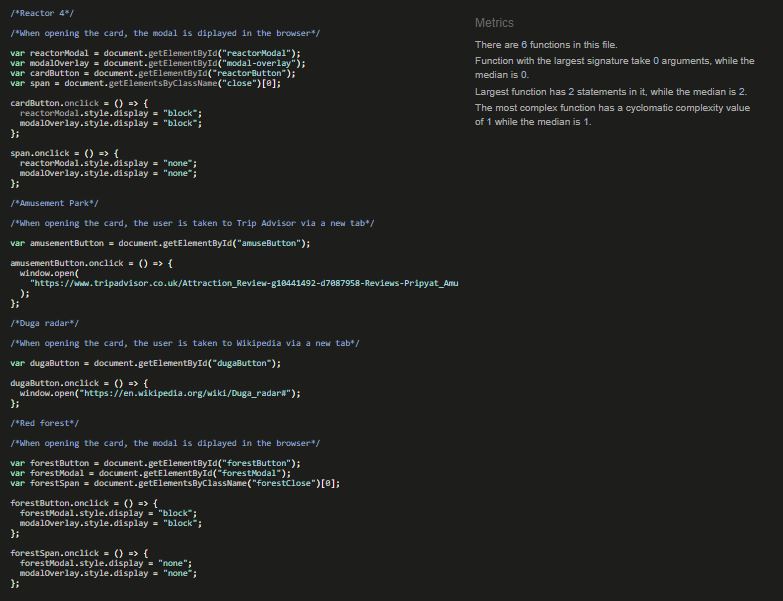 /*Reactor 4*/
/*When opening the card, the modal is diplayed in the browser*/
var reactorModal = document.getElementById("reactorModal");
var modalOverlay = document.getElementById("modal-overlay");
var cardButton = document.getElementById("reactorButton");
var span = document.getElementsByClassName("close")[0];
cardButton.onclick = () => {
reactorModal.style.display = "block";
modalOverlay.style.display = "block";
};
span.onclick = () => {
reactorModal.style.display = "none";
modalOverlay.style.display = "none";
};
/*Amusement Park*/
/*When opening the card, the user is taken to Trip Advisor via a new tab*/
var amusementButton = document.getElementById("amuseButton");
amusementButton.onclick = () => {
window.open(
"https://www.tripadvisor.co.uk/Attraction_Review-g10441492-d7087958-Reviews-Pripyat_Amu
);
};
/*Duga radar*/
/*When opening the card, the user is taken to Wikipedia via a new tab*/
var dugaButton = document.getElementById("dugaButton");
dugaButton.onclick = () => {
window.open("https://en.wikipedia.org/wiki/Duga_radar#");
};
/*Red forest*/
/*When opening the card, the modal is diplayed in the browser*/
var forestButton = document.getElementById("forestButton");
var forestModal = document.getElementById("forestModal");
var forestSpan = document.getElementsByClassName("forestClose")[0];
forestButton.onclick = () => {
forestModal.style.display = "block";
modalOverlay.style.display = "block";
};
forestSpan.onclick = () => {
forestModal.style.display = "none";
modalOverlay.style.display = "none";
};
Metrics
There are 6 functions in this file.
Function with the largest signature take 0 arguments, while the
median is 0.
Largest function has 2 statements in it, while the median is 2.
The most complex function has a cyclomatic complexity value
of 1 while the median is 1.